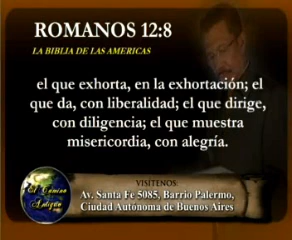 ROMANOS 12:8
LA BIBLIA DE LAS AMERICAS
el que exhorta, en la exhortación; el
que da, con liberalidad; el que dirige,
con diligencia; el que muestra
misericordia, con alegría.
VISÍTENOS:
Av. Santa Fe 5085, Barrio Palermo,
Ciudad Autónoma de Buenos Aires
El Camino
Antiguo